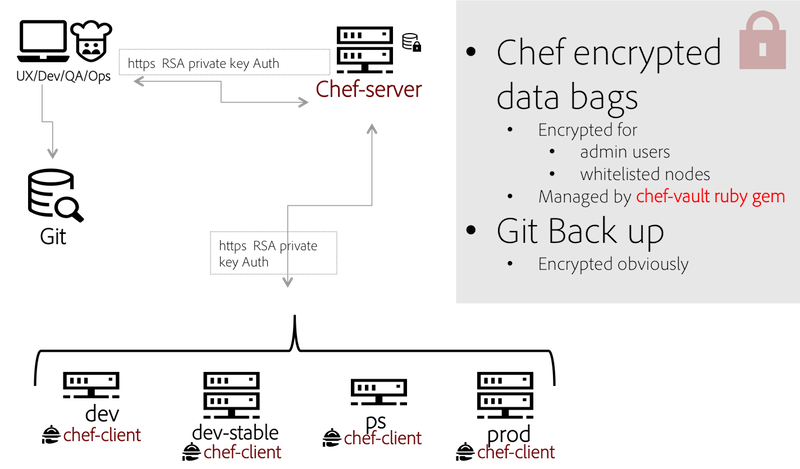 UX/Dev/QA/Ops
https RSA private key Auth
Chef-server
Git
https RSA private
key Auth
dev
chef-client
dev-stable
chef-client
ps
chef-client
prod
chef-client
• Chef encrypted
data bags
• Encrypted for
• admin users
• whitelisted nodes
• Managed by chef-vault ruby gem
• Git Back up
• Encrypted obviously